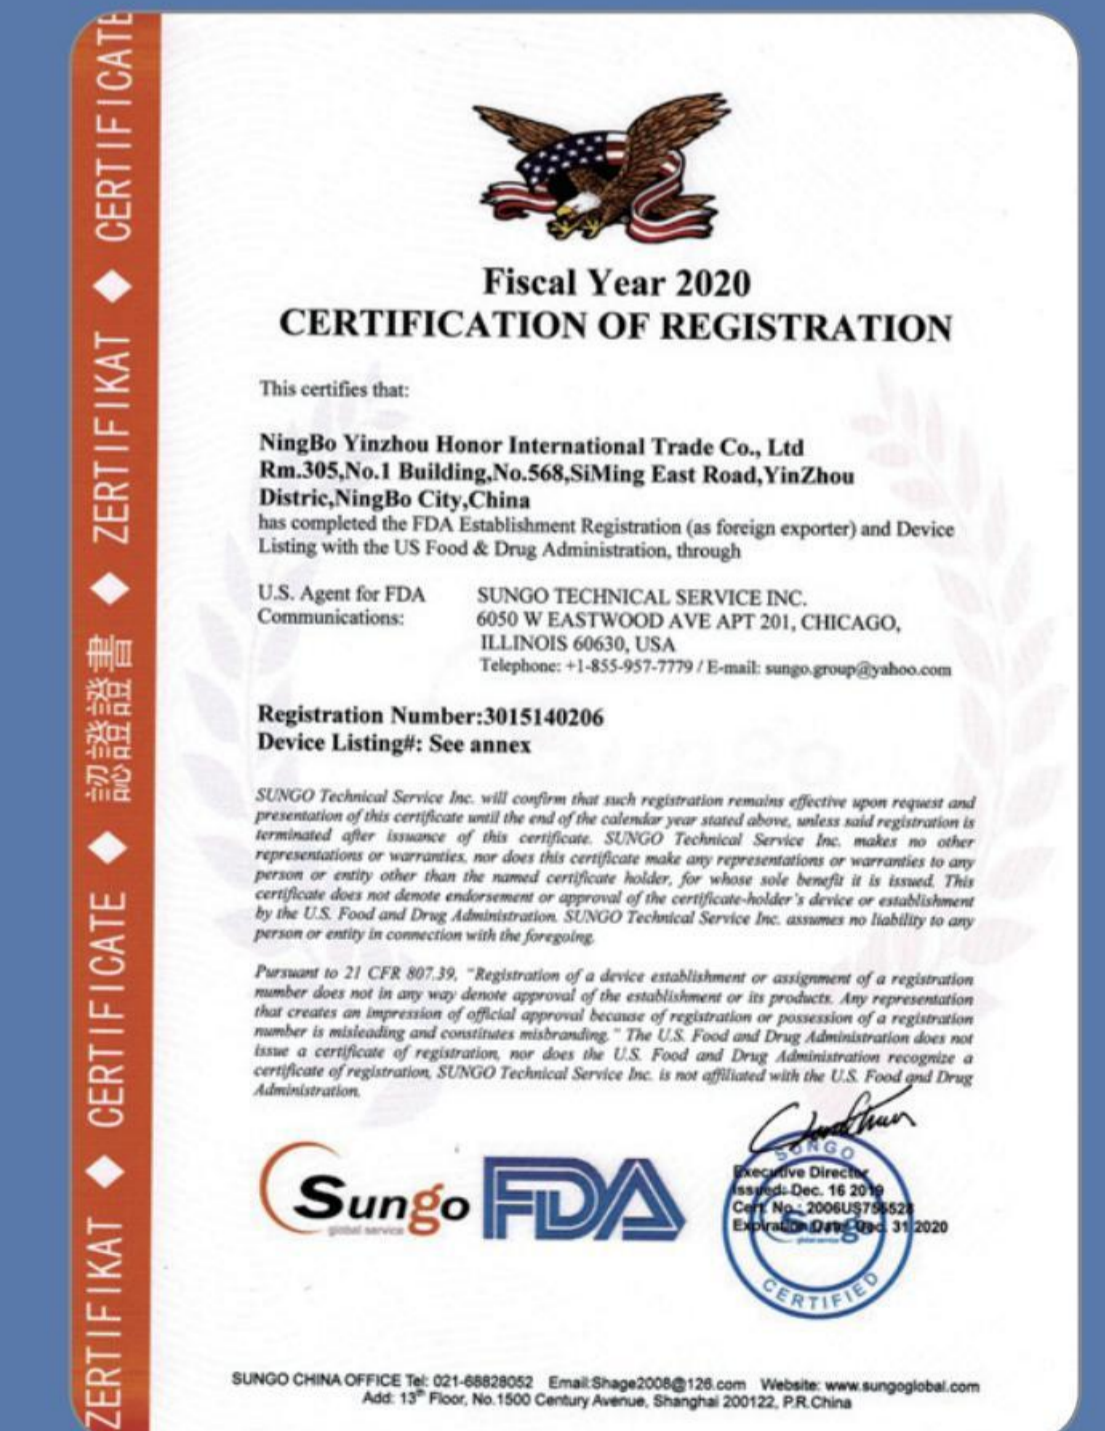 CERTIFICATE
ZERTIFIKAT
認證證書
CERTIFICATE
ZERTIFIKAT
Fiscal Year 2020
CERTIFICATION OF REGISTRATION
This certifies that:
NingBo Yinzhou Honor International Trade Co., Ltd
Rm.305,No.1 Building,No.568,SiMing East Road,YinZhou
Distric,NingBo City,China
has completed the FDA Establishment Registration (as foreign exporter) and Device
Listing with the US Food & Drug Administration, through
U.S. Agent for FDA
Communications:
SUNGO TECHNICAL SERVICE INC.
6050 W EASTWOOD AVE APT 201, CHICAGO,
ILLINOIS 60630, USA
Telephone: +1-855-957-7779 / E-mail: sungo.group@yahoo.com
Registration Number:3015140206
Device Listing#: See annex
SUNGO Technical Service Inc. will confirm that such registration remains effective upon request and
presentation of this certificate until the end of the calendar year stated above, unless said registration is
terminated after issuance of this certificate. SUNGO Technical Service Inc. makes no other
representations or warranties, nor does this certificate make any representations or warranties to any
person or entity other than the named certificate holder, for whose sole benefit it is issued. This
certificate does not denote endorsement or approval of the certificate-holder's device or establishment
by the U.S. Food and Drug Administration. SUNGO Technical Service Inc. assumes no liability to any
person or entity in connection with the foregoing.
Pursuant to 21 CFR 807.39, "Registration of a device establishment or assignment of a registration
number does not in any way denote approval of the establishment or its products. Any representation
that creates an impression of official approval because of registration or possession of a registration
number is misleading and constitutes misbranding." The U.S. Food and Drug Administration does not
issue a certificate of registration, nor does the U.S. Food and Drug Administration recognize a
certificate of registration, SUNGO Technical Service Inc. is not affiliated with the U.S. Food and Drug
Administration.
Sungo
global service
FDA
SUNGO
Executive Director
Issued: Dec. 16 2019
Cert. No.: 2006US756528
Expiration Date: Dec. 31 2020
Sungo
global service
CERTIFIED
SUNGO CHINA OFFICE Tel: 021-68828052 Email:Shage2008@126.com Website: www.sungoglobal.com
Add: 13th Floor, No.1500 Century Avenue, Shanghai 200122, P.R.China